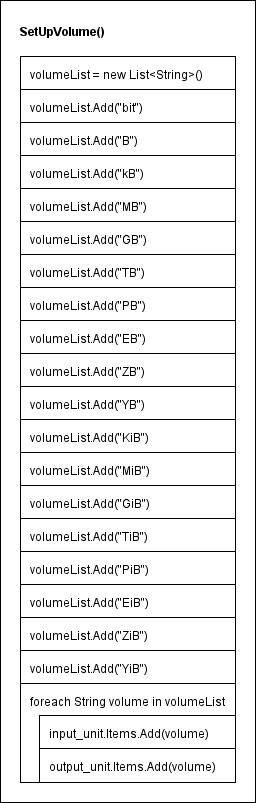 SetUpVolume()
volumeList = new List<String>()
volumeList.Add("bit")
volumeList.Add("B")
volumeList.Add("kB")
volumeList.Add("MB")
volumeList.Add("GB")
volumeList.Add("TB")
volumeList.Add("PB")
volumeList.Add("EB")
volumeList.Add("ZB")
volumeList.Add("YB")
volumeList.Add("KiB")
volumeList.Add("MiB")
volumeList.Add("GiB")
volumeList.Add("TiB")
volumeList.Add("PiB")
volumeList.Add("EiB")
volumeList.Add("ZiB")
volumeList.Add("YiB")
foreach String volume in volumeList
input_unit.Items.Add(volume)
output_unit.Items.Add(volume)